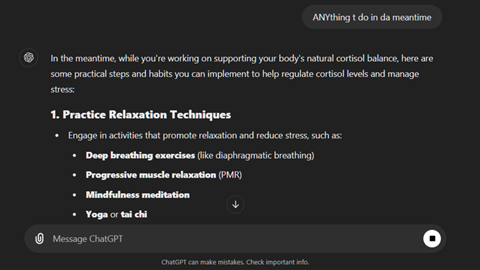 ANYthing t do in da meantime
In the meantime, while you're working on supporting your body's natural cortisol balance, here are
some practical steps and habits you can implement to help regulate cortisol levels and manage
stress:
1. Practice Relaxation Techniques
• Engage in activities that promote relaxation and reduce stress, such as:
• Deep breathing exercises (like diaphragmatic breathing)
• Progressive muscle relaxation (PMR)
• Mindfulness meditation
• Yoga or tai chi
Message ChatGPT
ChatGPT can make mistakes. Check important info.